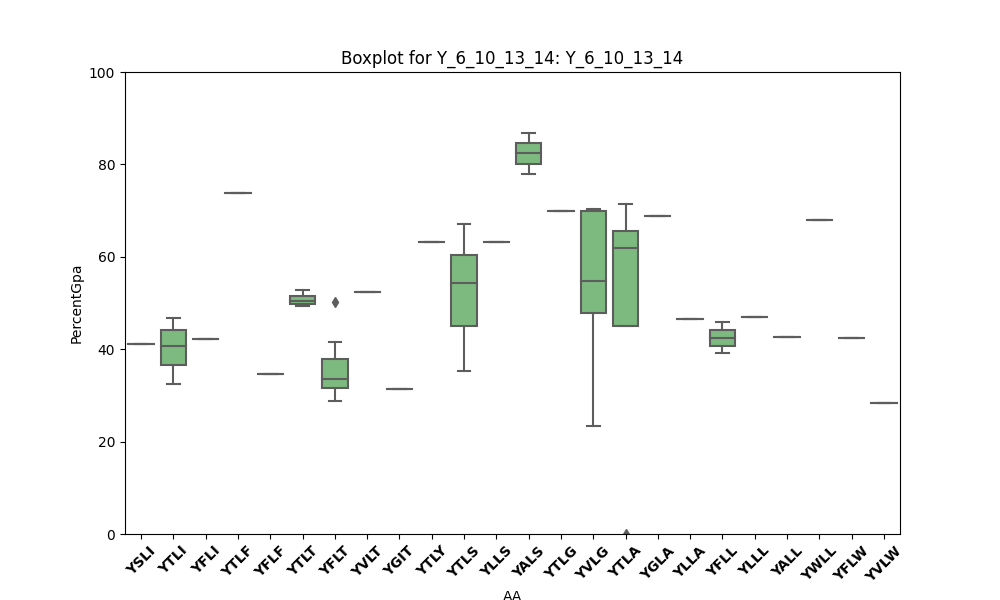 Boxplot for Y_6_10_13_14: Y_6_10_13_14
100
80
60
40
20
0
PercentGpa
YSLI YTLI YFLI YTLF YFLF YTLT YFLT YVLT YGIT YTLY YTLS YLLS YALS YTLG YVLG YTLA YGLA YLLA YFLL YLLL YALL YWLL YFLW YVLW
AA